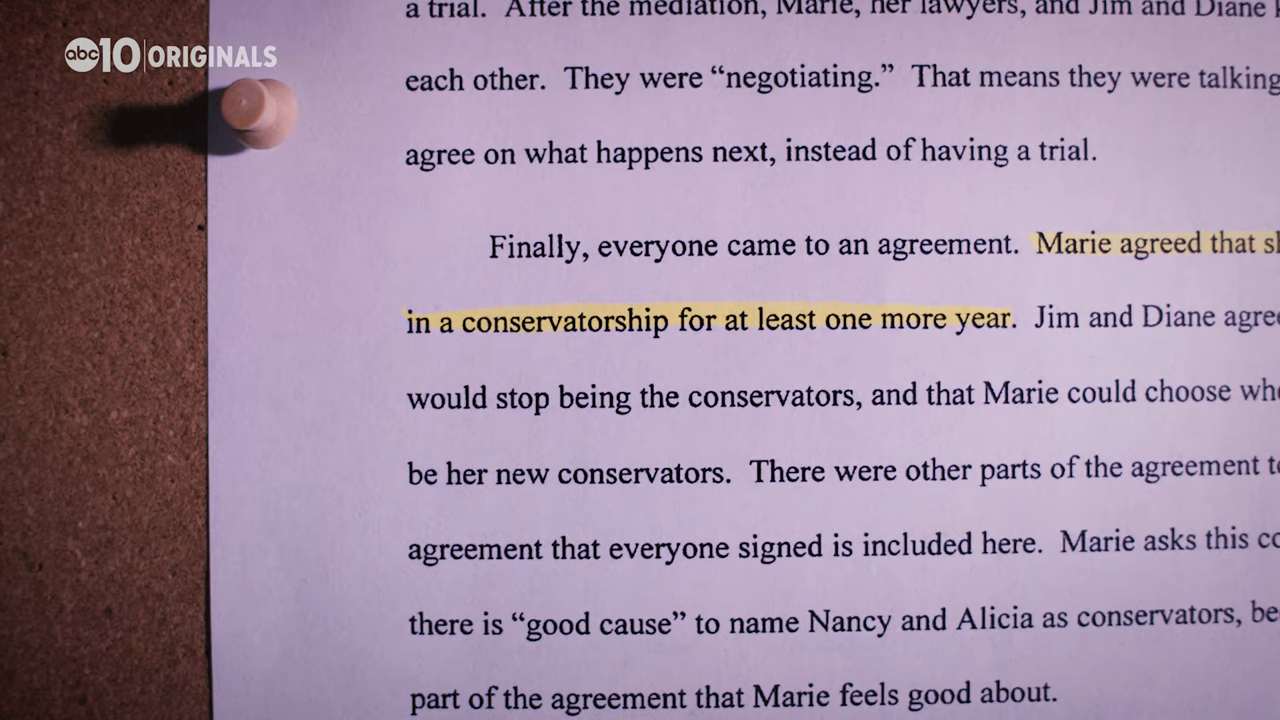 abc10 ORIGINALS
a trial. After the mediation, Marie, her lawyers, and Jim and Diane
each other. They were “negotiating.” That means they were talking
agree on what happens next, instead of having a trial.
Finally, everyone came to an agreement. Marie agreed that
in a conservatorship for at least one more year. Jim and Diane
would stop being the conservators, and that Marie could choose
be her new conservators. There were other parts of the agreement
agreement that everyone signed is included here. Marie asks this
there is “good cause” to name Nancy and Alicia as conservators,
part of the agreement that Marie feels good about.